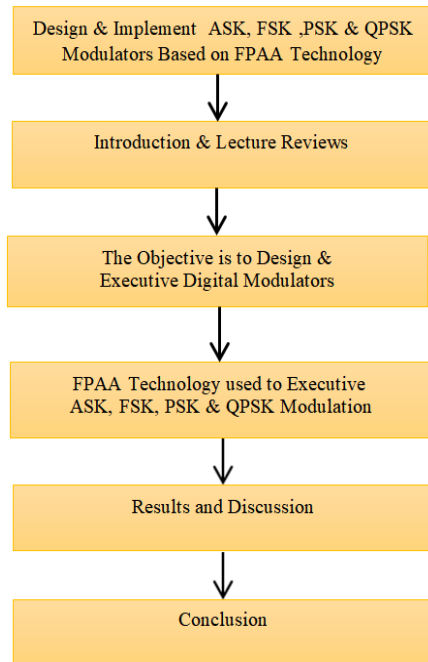 Design & Implement ASK, FSK ,PSK & QPSK
Modulators Based on FPAA Technology
Introduction & Lecture Reviews
The Objective is to Design &
Executive Digital Modulators
FPAA Technology used to Executive
ASK, FSK, PSK & QPSK Modulation
Results and Discussion
Conclusion